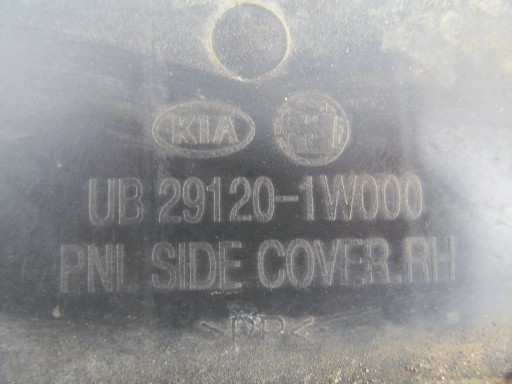 KIA
UB 29120-1W000
PNL SIDE COVER.RH
>PP<